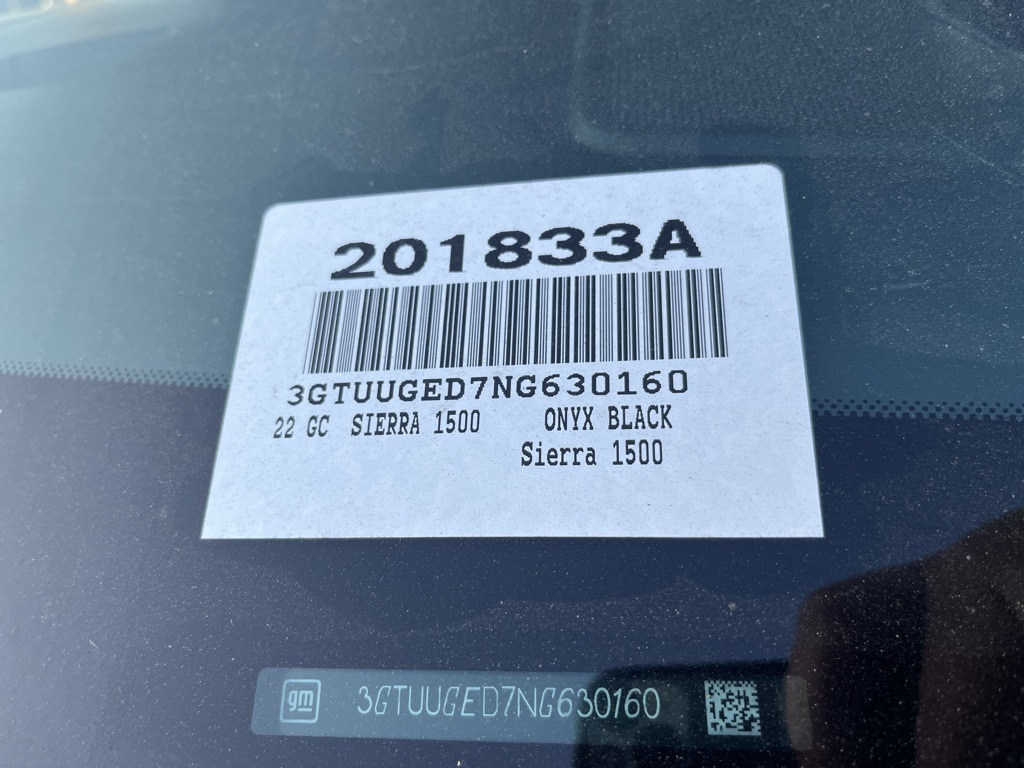 201833A
3GTUUGED7NG630160
22 GC SIERRA 1500 ONYX BLACK
Sierra 1500
gm 3GTUUGED7NG630160